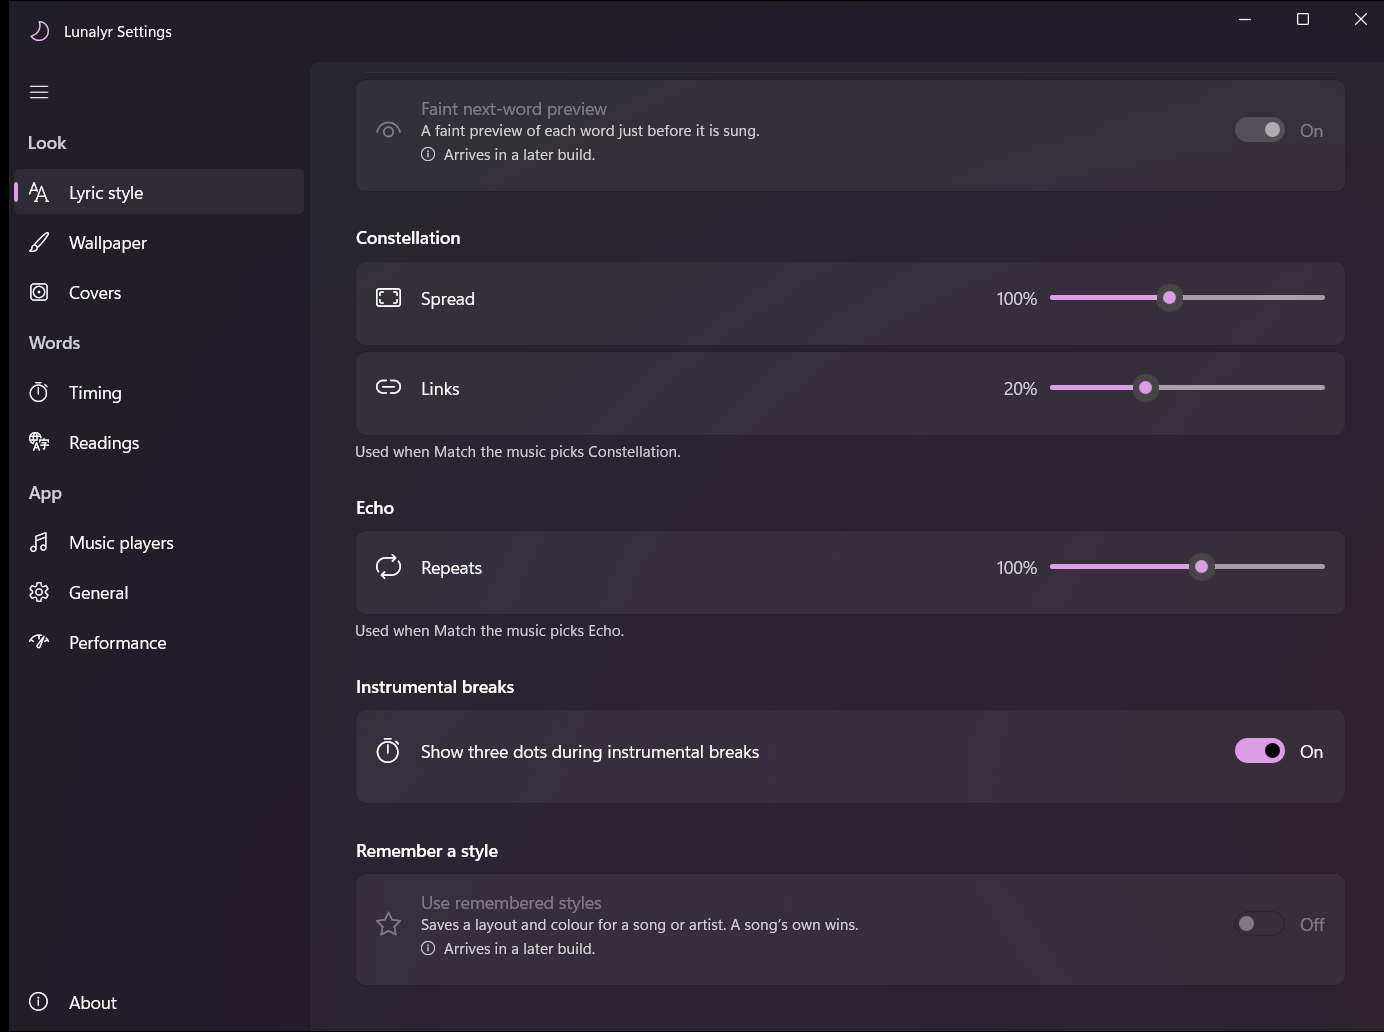 Lunalyr Settings
Look
Lyric style
Wallpaper
Covers
Words
Timing
Readings
App
Music players
General
Performance
About
Faint next-word preview
A faint preview of each word just before it is sung.
Arrives in a later build.
On
Constellation
Spread
100%
Links
20%
Used when Match the music picks Constellation.
Echo
Repeats
100%
Used when Match the music picks Echo.
Instrumental breaks
Show three dots during instrumental breaks
On
Remember a style
Use remembered styles
Saves a layout and colour for a song or artist. A song’s own wins.
Arrives in a later build.
Off